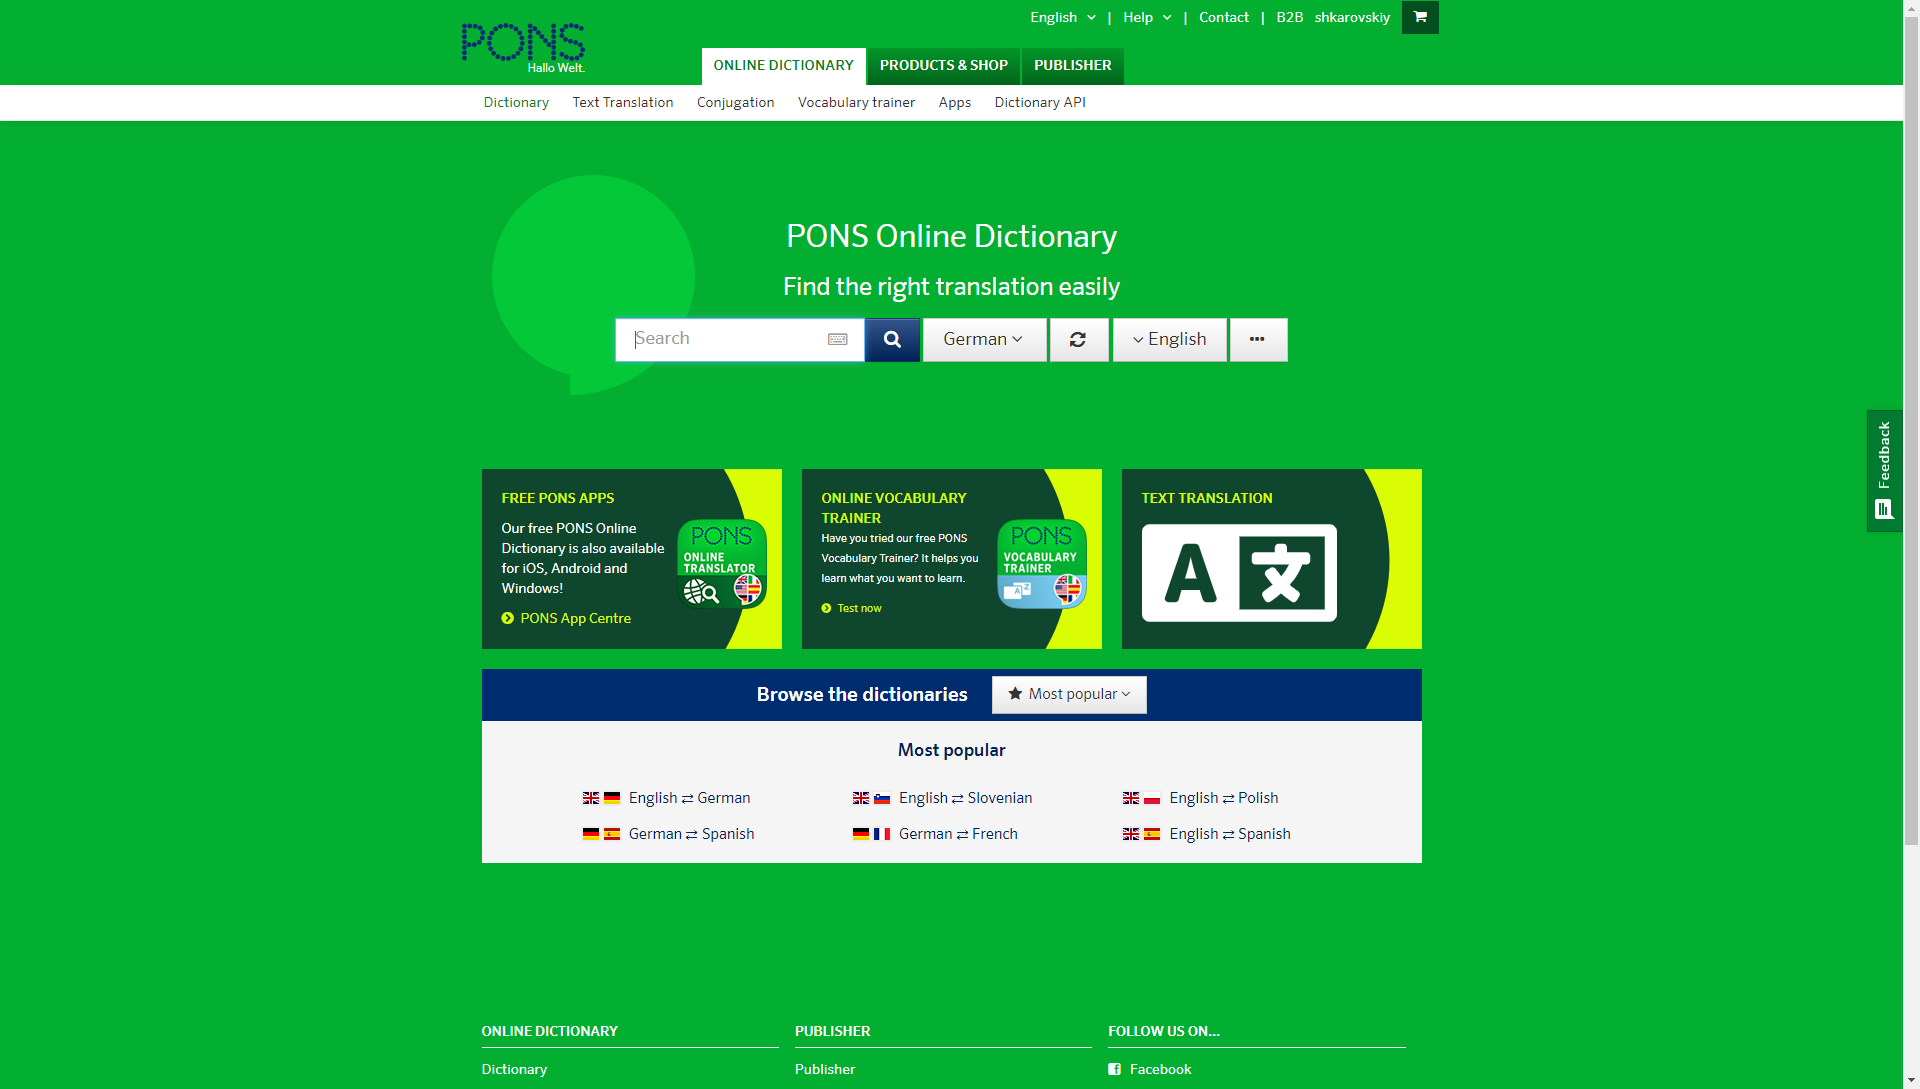 English | Help | Contact | B2B shkarovskiy
PONS
Hallo Welt.
ONLINE DICTIONARY PRODUCTS & SHOP PUBLISHER
Dictionary Text Translation Conjugation Vocabulary trainer Apps Dictionary API
PONS Online Dictionary
Find the right translation easily
Search German English
Feedback
FREE PONS APPS
Our free PONS Online
Dictionary is also available
for iOS, Android and
Windows!
PONS App Centre
PONS
ONLINE
TRANSLATOR
ONLINE VOCABULARY
TRAINER
Have you tried our free PONS
Vocabulary Trainer? It helps you
learn what you want to learn.
Test now
PONS
VOCABULARY
TRAINER
A Z
TEXT TRANSLATION
A 文
Browse the dictionaries ★ Most popular
Most popular
English ⇄ German English ⇄ Slovenian English ⇄ Polish
German ⇄ Spanish German ⇄ French English ⇄ Spanish
ONLINE DICTIONARY PUBLISHER FOLLOW US ON...
Dictionary Publisher Facebook